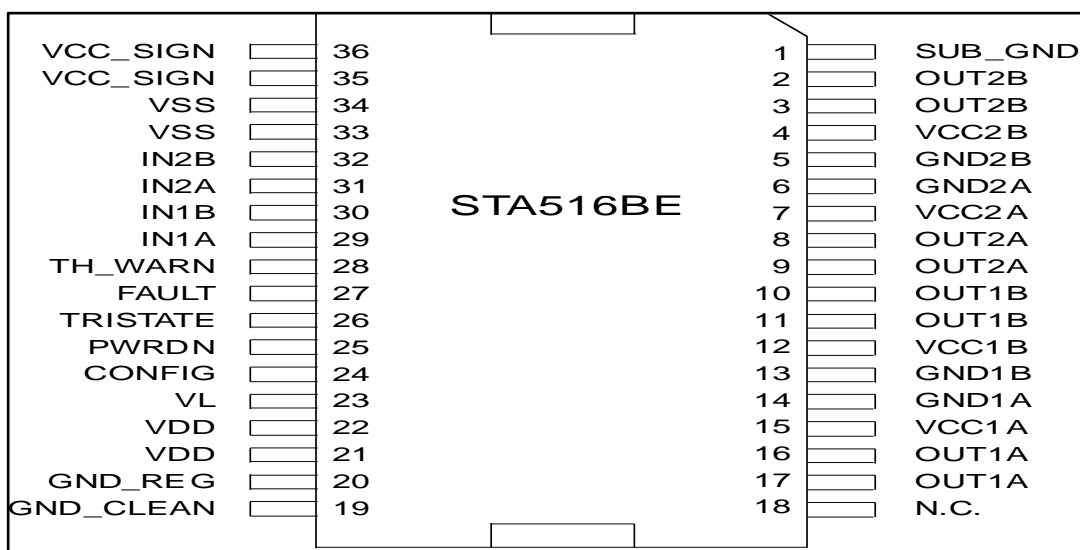 VCC_SIGN 36 1 SUB_GND
VCC_SIGN 35 2 OUT2B
VSS 34 3 OUT2B
VSS 33 4 VCC2B
IN2B 32 5 GND2B
IN2A 31 6 GND2A
STA516BE
IN1B 30 7 VCC2A
IN1A 29 8 OUT2A
TH_WARN 28 9 OUT2A
FAULT 27 10 OUT1B
TRISTATE 26 11 OUT1B
PWRDN 25 12 VCC1B
CONFIG 24 13 GND1B
VL 23 14 GND1A
VDD 22 15 VCC1A
VDD 21 16 OUT1A
GND_REG 20 17 OUT1A
GND_CLEAN 19 18 N.C.